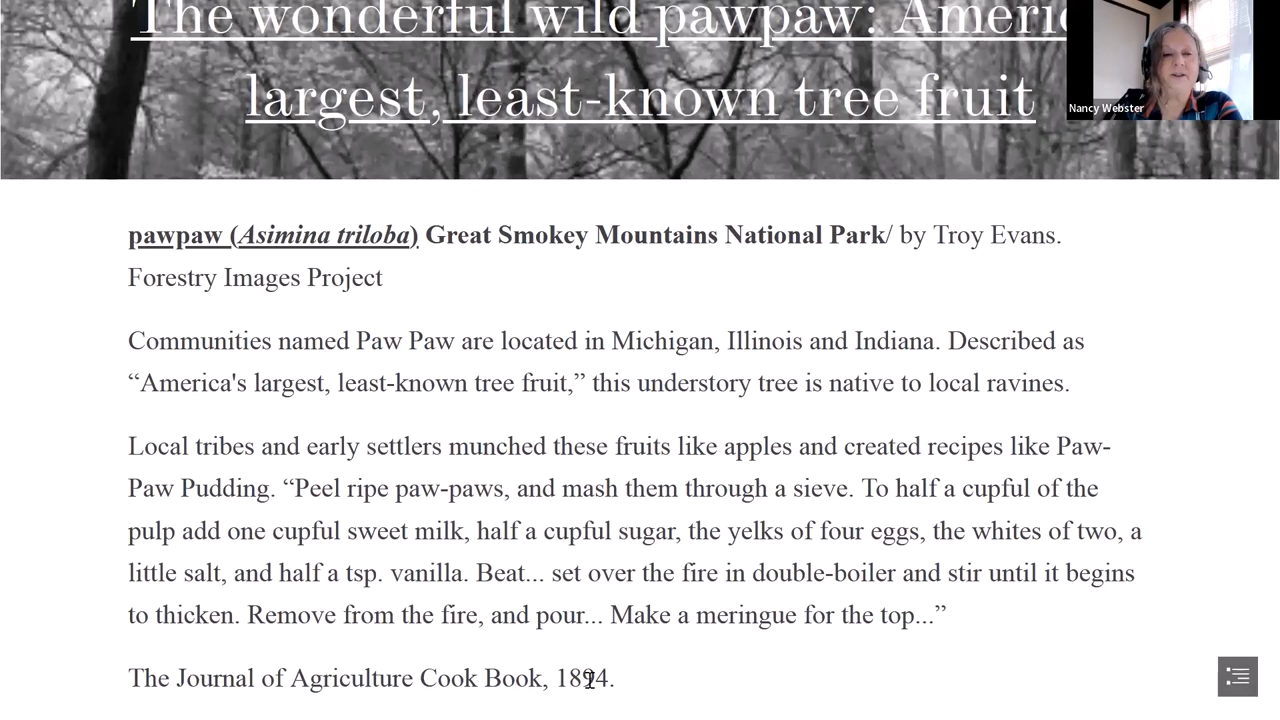 The wonderful wild pawpaw: Americ
largest, least-known tree fruit
Nancy Webster
pawpaw (Asimina triloba) Great Smokey Mountains National Park/ by Troy Evans.
Forestry Images Project
Communities named Paw Paw are located in Michigan, Illinois and Indiana. Described as
“America's largest, least-known tree fruit,” this understory tree is native to local ravines.
Local tribes and early settlers munched these fruits like apples and created recipes like Paw-
Paw Pudding. “Peel ripe paw-paws, and mash them through a sieve. To half a cupful of the
pulp add one cupful sweet milk, half a cupful sugar, the yelks of four eggs, the whites of two, a
little salt, and half a tsp. vanilla. Beat... set over the fire in double-boiler and stir until it begins
to thicken. Remove from the fire, and pour... Make a meringue for the top...”
The Journal of Agriculture Cook Book, 1894.